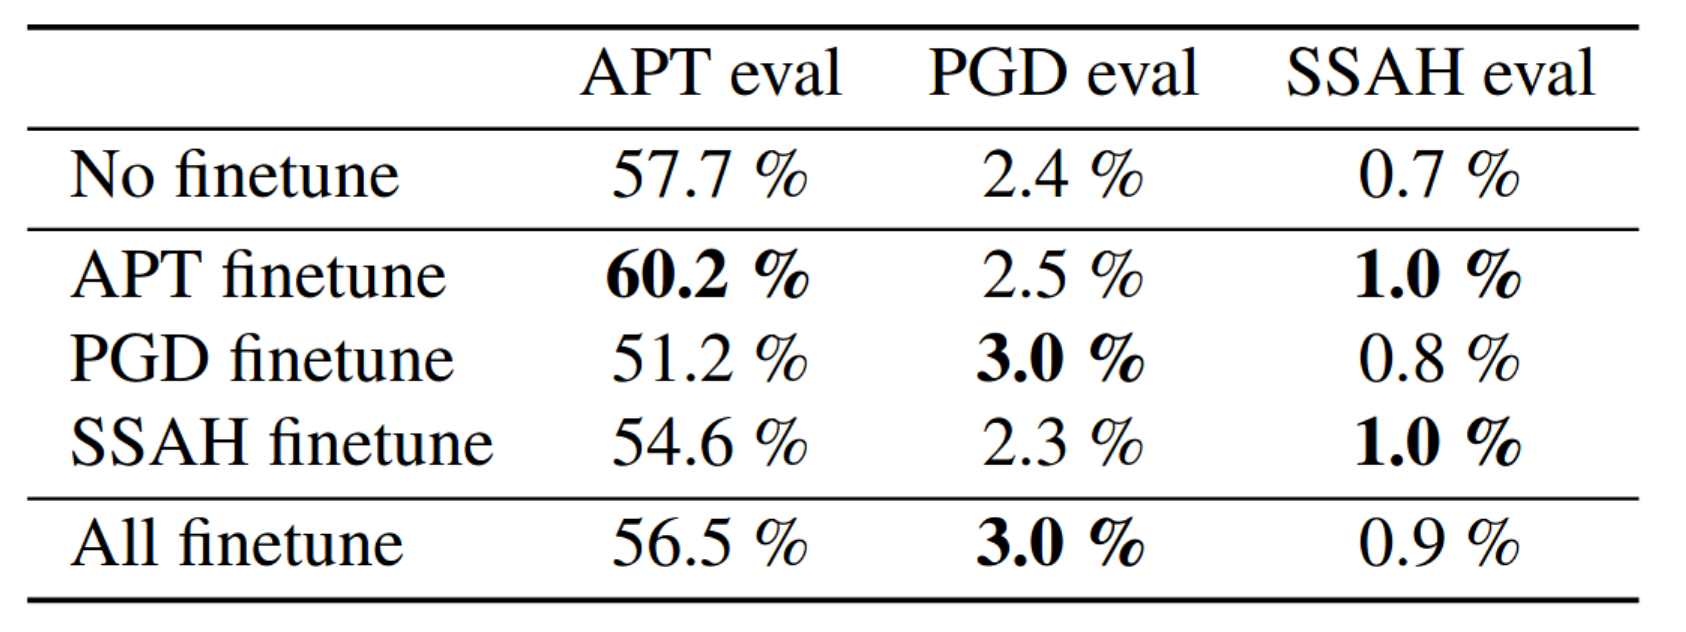 APT eval PGD eval SSAH eval
No finetune 57.7 % 2.4 % 0.7 %
APT finetune 60.2 % 2.5 % 1.0 %
PGD finetune 51.2 % 3.0 % 0.8 %
SSAH finetune 54.6 % 2.3 % 1.0 %
All finetune 56.5 % 3.0 % 0.9 %